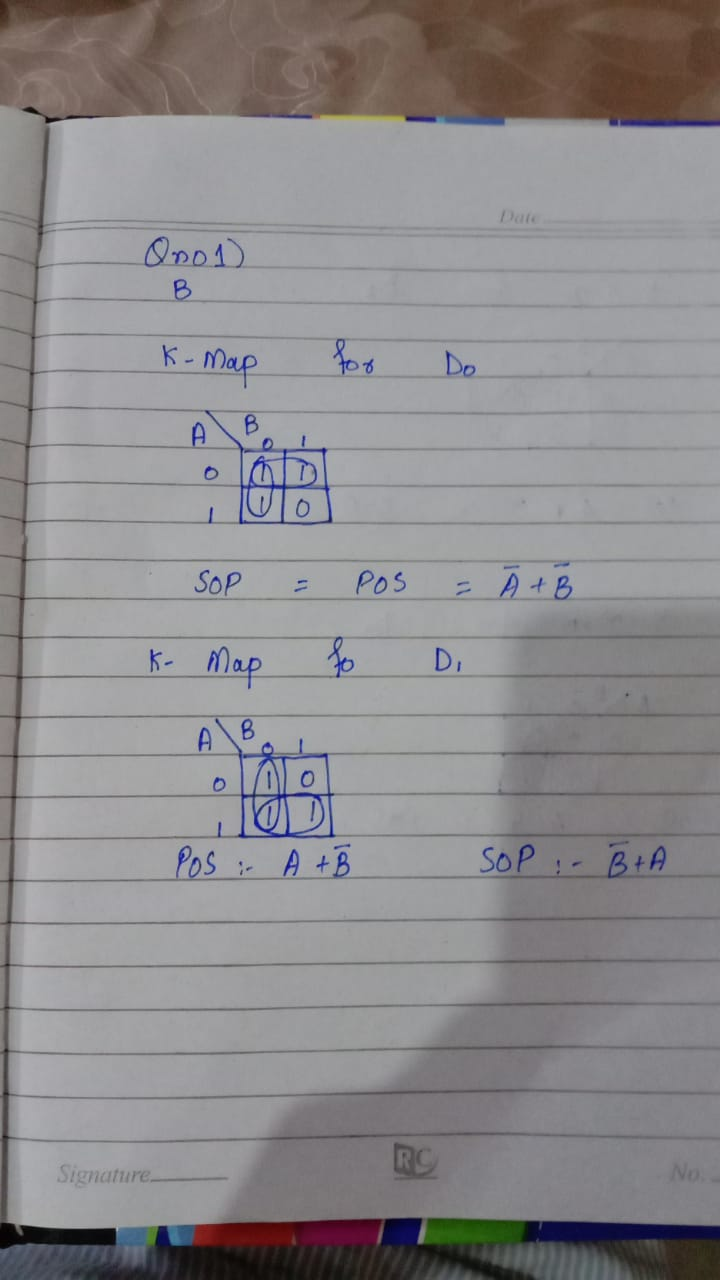 Date
Qno1)
B
K-Map for Do
A B
0 1
0 1 1
1 1 0
SOP = POS = A̅ + B̅
K- Map fo D1
A B
0 1
0 1 0
1 1 1
POS :- A + B̅ SOP :- B̅+A
Signature RC No.